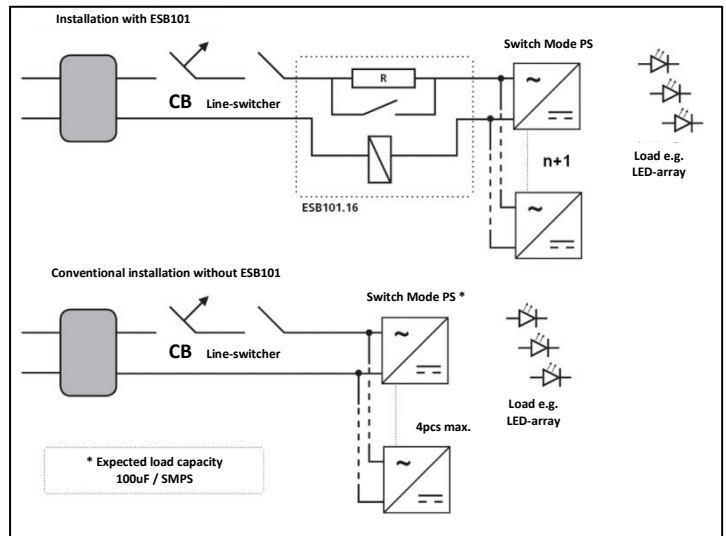 Installation with ESB101
Switch Mode PS
R
CB Line-switcher
~
Load e.g.
LED-array
n+1
ESB101.16
~
Conventional installation without ESB101
Switch Mode PS *
CB Line-switcher
~
Load e.g.
LED-array
4pcs max.
* Expected load capacity
100uF / SMPS
~